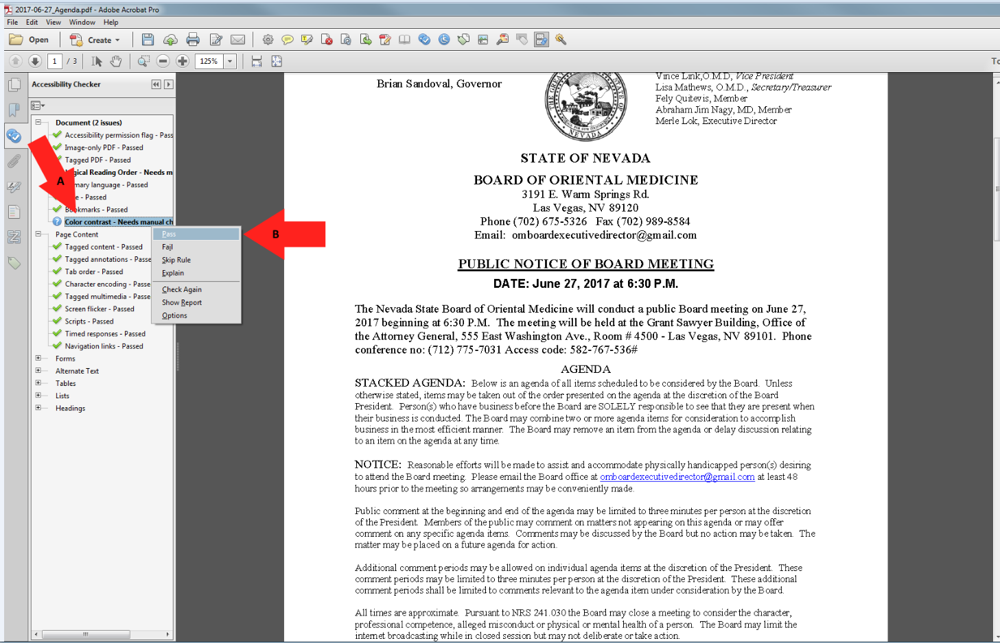 2017-06-27_Agenda.pdf - Adobe Acrobat Pro
File Edit View Window Help
Open Create
1 / 3 125%
Accessibility Checker
Document (2 issues)
Accessibility permission flag - Pass
Image-only PDF - Passed
Tagged PDF - Passed
gical Reading Order - Needs m
mary language - Passed
- Passed
Bookmarks - Passed
Color contrast - Needs manual ch
Page Content
Tagged content - Passed
Tagged annotations - Passe
Tab order - Passed
Character encoding - Passe
Tagged multimedia - Passe
Screen flicker - Passed
Scripts - Passed
Timed responses - Passed
Navigation links - Passed
Forms
Alternate Text
Tables
Lists
Headings
A
Pass
Fail
Skip Rule
Explain
Check Again
Show Report
Options
B
Brian Sandoval, Governor
NEVADA
Vince Link,O.M.D, Vice President
Lisa Mathews, O.M.D., Secretary/Treasurer
Fely Quitevis, Member
Abraham Jim Nagy, MD, Member
Merle Lok, Executive Director
STATE OF NEVADA
BOARD OF ORIENTAL MEDICINE
3191 E. Warm Springs Rd.
Las Vegas, NV 89120
Phone (702) 675-5326 Fax (702) 989-8584
Email: omboardexecutivedirector@gmail.com
PUBLIC NOTICE OF BOARD MEETING
DATE: June 27, 2017 at 6:30 P.M.
The Nevada State Board of Oriental Medicine will conduct a public Board meeting on June 27,
2017 beginning at 6:30 P.M. The meeting will be held at the Grant Sawyer Building, Office of
the Attorney General, 555 East Washington Ave., Room # 4500 - Las Vegas, NV 89101. Phone
conference no: (712) 775-7031 Access code: 582-767-536#
AGENDA
STACKED AGENDA: Below is an agenda of all items scheduled to be considered by the Board. Unless
otherwise stated, items may be taken out of the order presented on the agenda at the discretion of the Board
President. Person(s) who have business before the Board are SOLELY responsible to see that they are present when
their business is conducted. The Board may combine two or more agenda items for consideration to accomplish
business in the most efficient manner. The Board may remove an item from the agenda or delay discussion relating
to an item on the agenda at any time.
NOTICE: Reasonable efforts will be made to assist and accommodate physically handicapped person(s) desiring
to attend the Board meeting. Please email the Board office at omboardexecutivedirector@gmail.com at least 48
hours prior to the meeting so arrangements may be conveniently made.
Public comment at the beginning and end of the agenda may be limited to three minutes per person at the discretion
of the President. Members of the public may comment on matters not appearing on this agenda or may offer
comment on any specific agenda items. Comments may be discussed by the Board but no action may be taken. The
matter may be placed on a future agenda for action.
Additional comment periods may be allowed on individual agenda items at the discretion of the President. These
comment periods may be limited to three minutes per person at the discretion of the President. These additional
comment periods shall be limited to comments relevant to the agenda item under consideration by the Board.
All times are approximate. Pursuant to NRS 241.030 the Board may close a meeting to consider the character,
professional competence, alleged misconduct or physical or mental health of a person. The Board may limit the
internet broadcasting while in closed session but may not deliberate or take action.